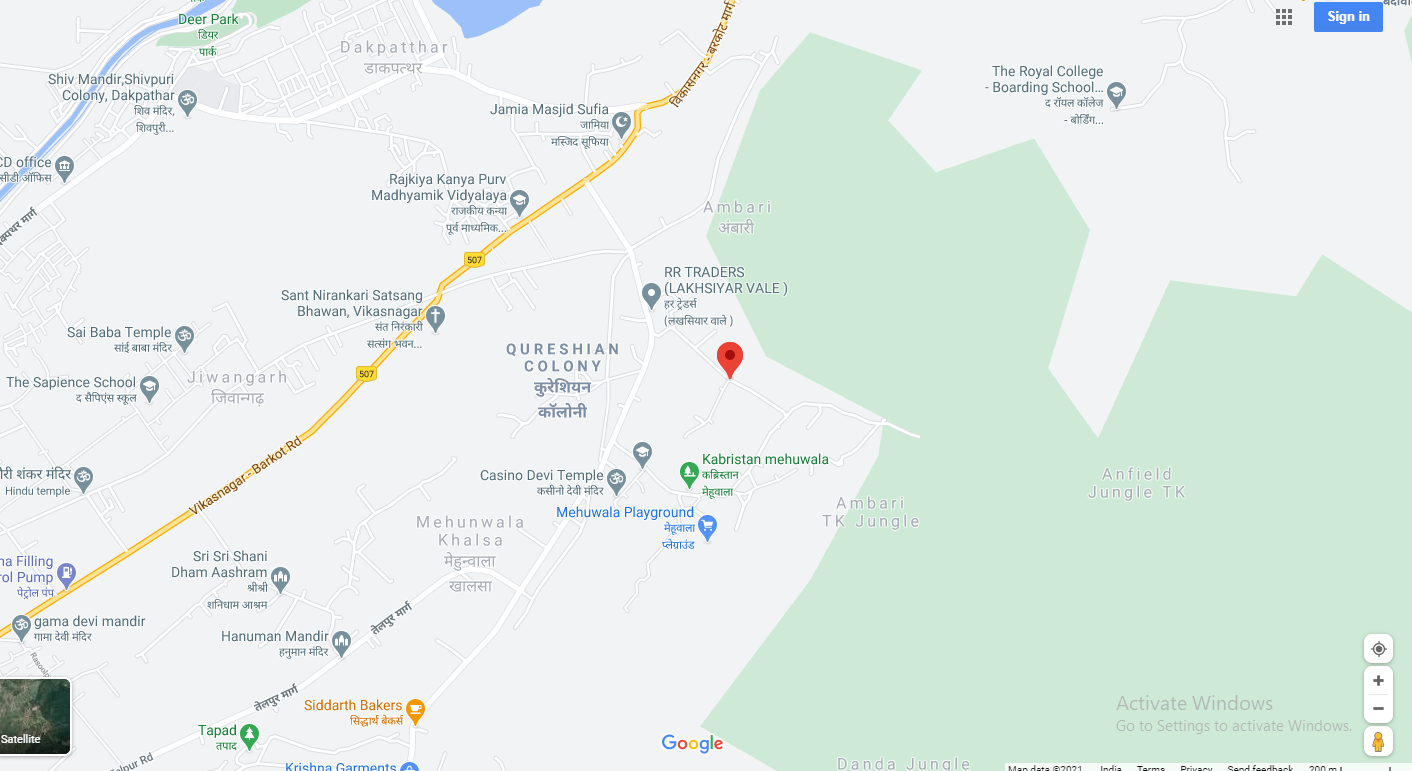 Deer Park
डियर
पार्क
Dakpatthar
डाकपत्थर
Shiv Mandir,Shivpuri
Colony, Dakpathar
शिव मंदिर,
शिवपुरी...
Jamia Masjid Sufia
जामिया
मस्जिद सूफिया
विकासनगर - बरकोट मार्ग
The Royal College
- Boarding School...
द रॉयल कॉलेज
- बोर्डिंग...
Sign in
CD office
सीडी ऑफिस
Rajkiya Kanya Purv
Madhyamik Vidyalaya
राजकीय कन्या
पूर्व माध्यमिक...
Ambari
अंबारी
507
RR TRADERS
(LAKHSIYAR VALE )
हर ट्रेडर्स
(लखसियार वाले )
Sant Nirankari Satsang
Bhawan, Vikasnagar
संत निरंकारी
सत्संग भवन...
Sai Baba Temple
सांई बाबा मंदिर
QURESHIAN
COLONY
कुरेशियन
कॉलोनी
507
The Sapience School
द सैपिएंस स्कूल
Jiwangarh
जिवानगढ़
Vikasnagar - Barkot Rd
Kabristan mehuwala
कब्रिस्तान
मेहूवाला
Casino Devi Temple
कसीनो देवी मंदिर
Hindu temple
Mehuwala Playground
मेहूवाला
प्लेग्राउंड
Ambari
TK Jungle
Anfield
Jungle TK
Mehunwala
Khalsa
मेहुन्वाला
खालसा
Sri Sri Shani
Dham Aashram
श्रीश्री
शनिधाम आश्रम
Filling
Pump
पेट्रोल पंप
gama devi mandir
गामा देवी मंदिर
तेलपुर मार्ग
Hanuman Mandir
हनुमान मंदिर
तेलपुर मार्ग
Siddarth Bakers
सिद्धार्थ बेकर्स
Tapad
तपाद
Krishna Garments
Satellite
Google
Activate Windows
Go to Settings to activate Windows.
Danda Jungle
Map data ©2021 India Terms Privacy Send feedback 200 m